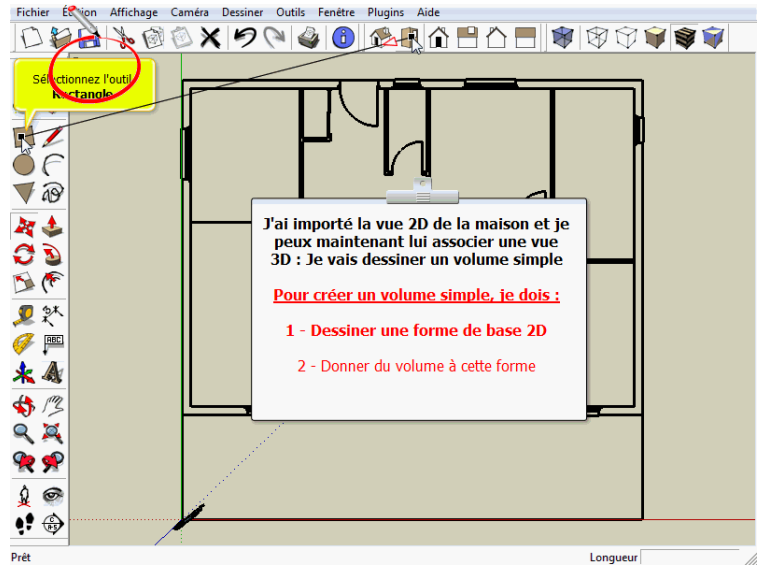 Fichier Édition Affichage Caméra Dessiner Outils Fenêtre Plugins Aide
Sélectionnez l'outil
Rectangle
J'ai importé la vue 2D de la maison et je
peux maintenant lui associer une vue
3D : Je vais dessiner un volume simple
Pour créer un volume simple, je dois :
1 - Dessiner une forme de base 2D
2 - Donner du volume à cette forme
ABC
Prêt
Longueur